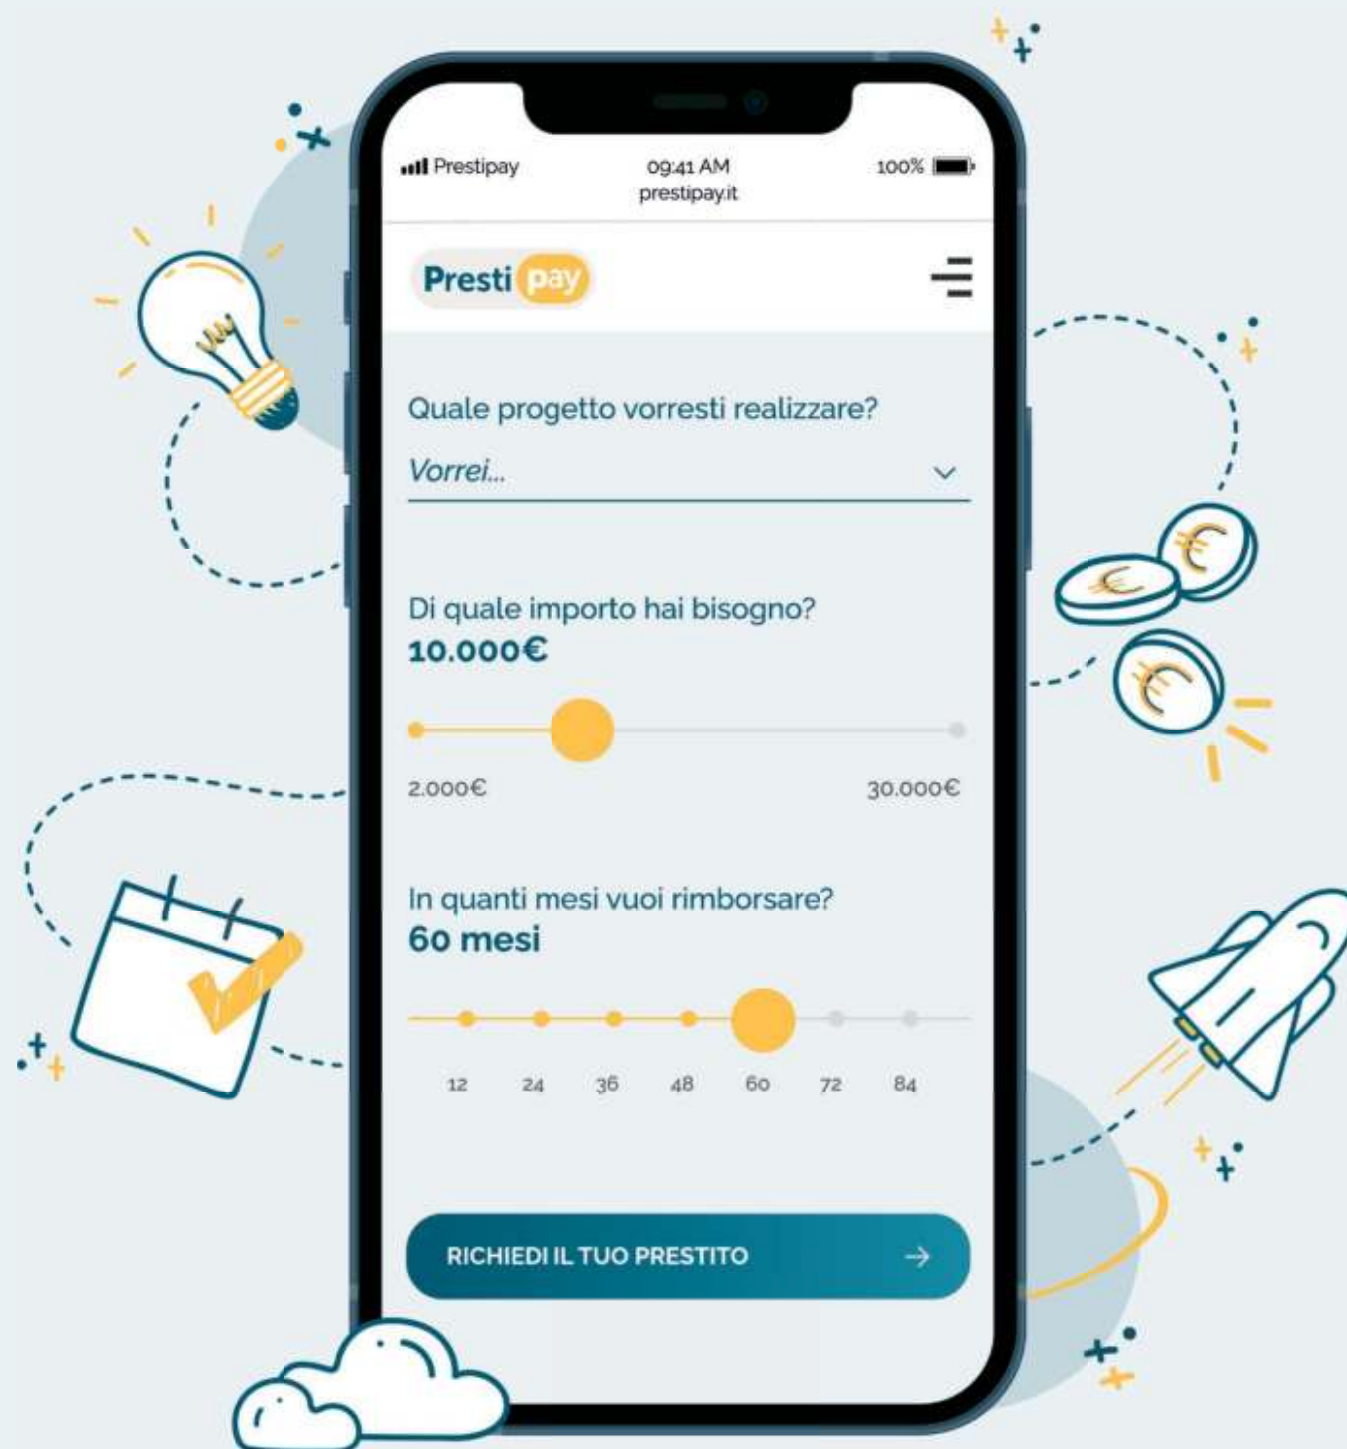 Prestipay 09:41 AM 100%
prestipay.it
Presti pay
Quale progetto vorresti realizzare?
Vorrei...
Di quale importo hai bisogno?
10.000€
2.000€ 30.000€
In quanti mesi vuoi rimborsare?
60 mesi
12 24 36 48 60 72 84
RICHIEDI IL TUO PRESTITO
€
€
€